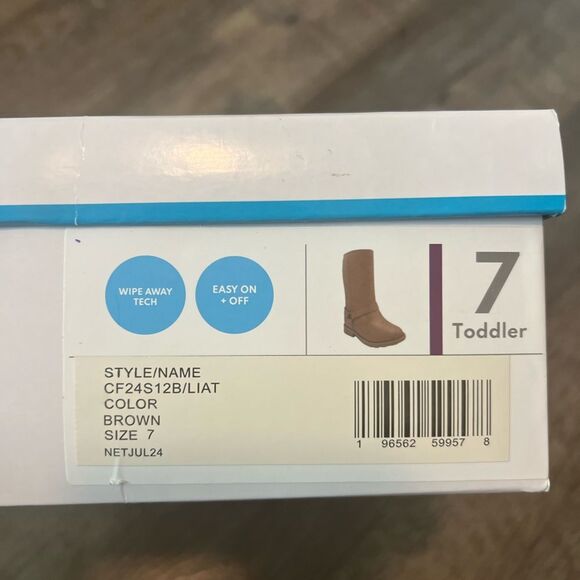 WIPE AWAY
TECH
EASY ON
+ OFF
7
Toddler
STYLE/NAME
CF24S12B/LIAT
COLOR
BROWN
SIZE 7
NETJUL24
1 96562 59957 8